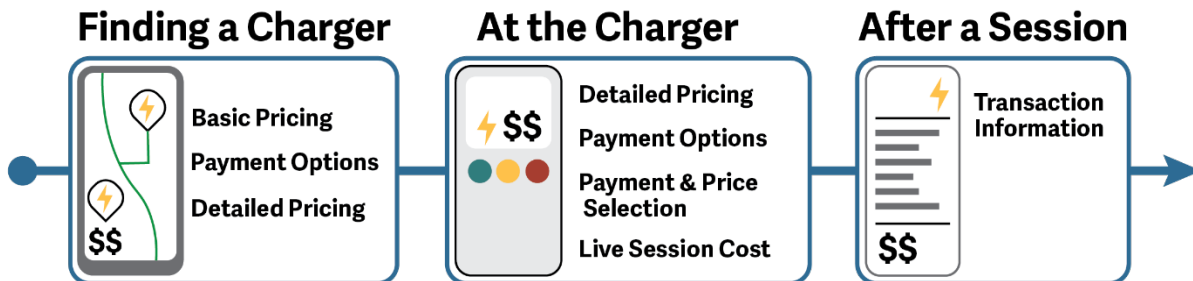 Finding a Charger
Basic Pricing
Payment Options
Detailed Pricing
$$
At the Charger
$$
Detailed Pricing
Payment Options
Payment & Price
Selection
Live Session Cost
After a Session
Transaction
Information
$$